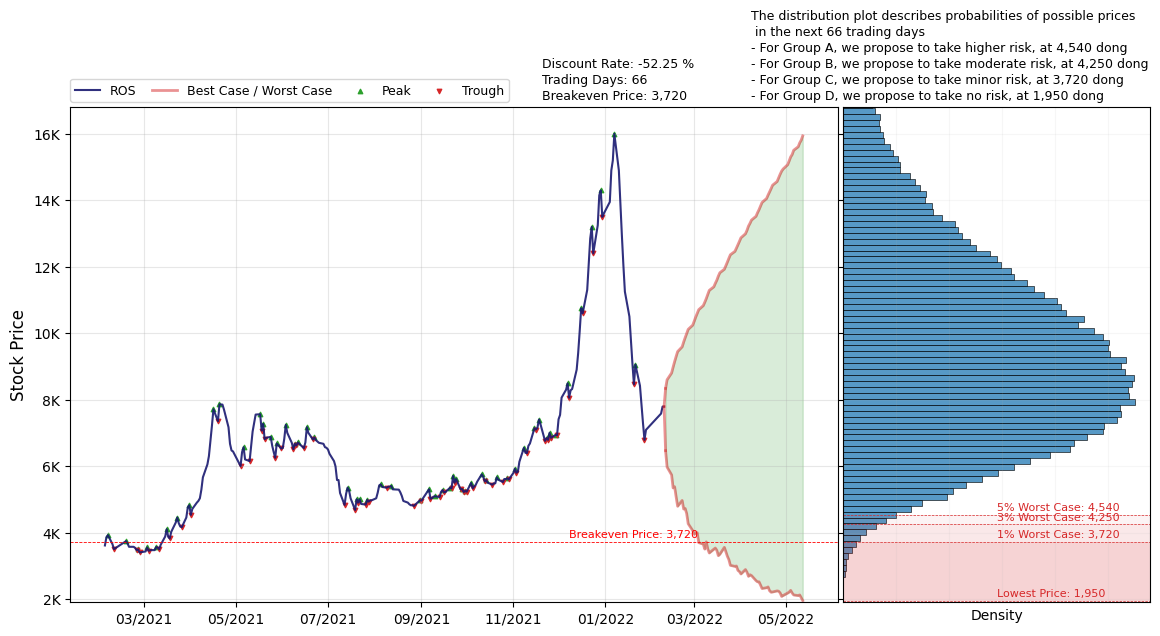 The distribution plot describes probabilities of possible prices
in the next 66 trading days
- For Group A, we propose to take higher risk, at 4,540 dong
- For Group B, we propose to take moderate risk, at 4,250 dong
- For Group C, we propose to take minor risk, at 3,720 dong
- For Group D, we propose to take no risk, at 1,950 dong
Discount Rate: -52.25 %
Trading Days: 66
Breakeven Price: 3,720
ROS
Best Case / Worst Case
Peak
Trough
Stock Price
16K
14K
12K
10K
8K
6K
4K
2K
Breakeven Price: 3,720
5% Worst Case: 4,540
3% Worst Case: 4,250
1% Worst Case: 3,720
Lowest Price: 1,950
03/2021
05/2021
07/2021
09/2021
11/2021
01/2022
03/2022
05/2022
Density